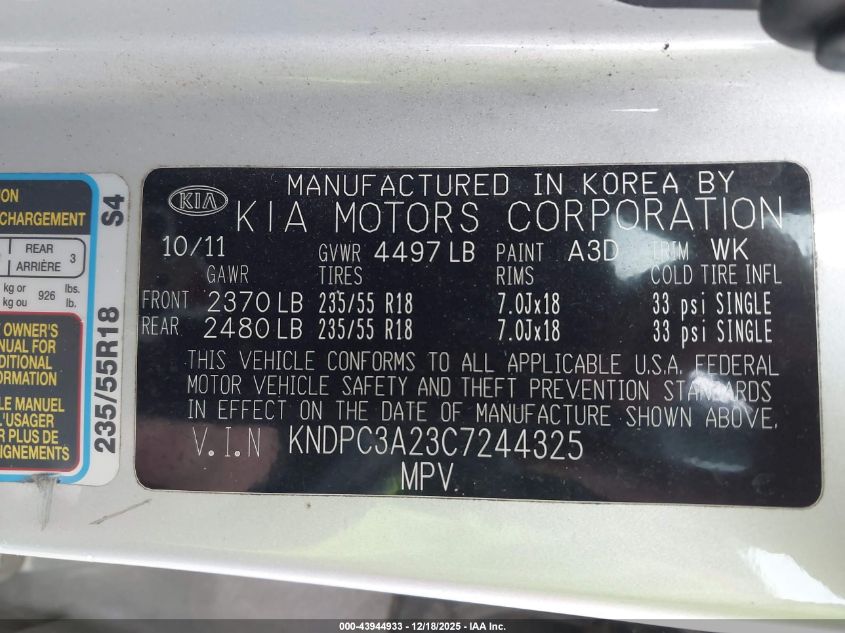 ION
CHARGEMENT
REAR
ARRIÈRE 3
kg or
kg ou 926 lbs.
lb.
OWNER'S
NUAL FOR
DITIONAL
ORMATION
LE MANUEL
L'USAGER
PLUS DE
IGNEMENTS
235/55R18 S4
KIA
MANUFACTURED IN KOREA BY
KIA MOTORS CORPORATION
10/11 GVWR 4497 LB PAINT A3D TRIM WK
GAWR TIRES RIMS COLD TIRE INFL
FRONT 2370 LB 235/55 R18 7.0Jx18 33 psi SINGLE
REAR 2480 LB 235/55 R18 7.0Jx18 33 psi SINGLE
THIS VEHICLE CONFORMS TO ALL APPLICABLE U.S.A. FEDERAL
MOTOR VEHICLE SAFETY AND THEFT PREVENTION STANDARDS
IN EFFECT ON THE DATE OF MANUFACTURE SHOWN ABOVE.
V.I.N KNDPC3A23C7244325
MPV
000-43944933 - 12/18/2025 - IAA Inc.